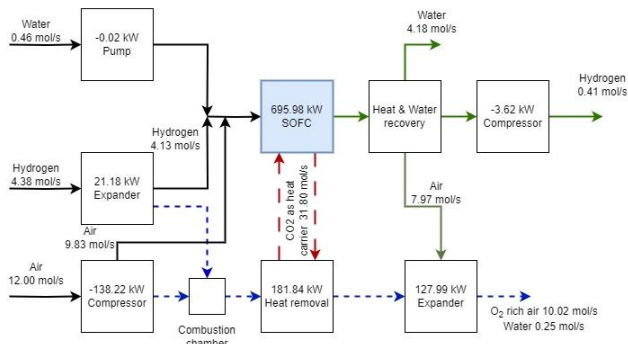 Water
0.46 mol/s
-0.02 kW
Pump
Water
4.18 mol/s
Hydrogen
0.41 mol/s
695.98 kW
SOFC
Heat & Water
recovery
-3.62 kW
Compressor
Hydrogen
4.13 mol/s
Hydrogen
4.38 mol/s
21.18 kW
Expander
CO2 as heat
carrier 31.80 mol/s
Air
7.97 mol/s
Air
9.83 mol/s
Air
12.00 mol/s
-138.22 kW
Compressor
Combustion
chamber
181.84 kW
Heat removal
127.99 kW
Expander
O₂ rich air 10.02 mol/s
Water 0.25 mol/s